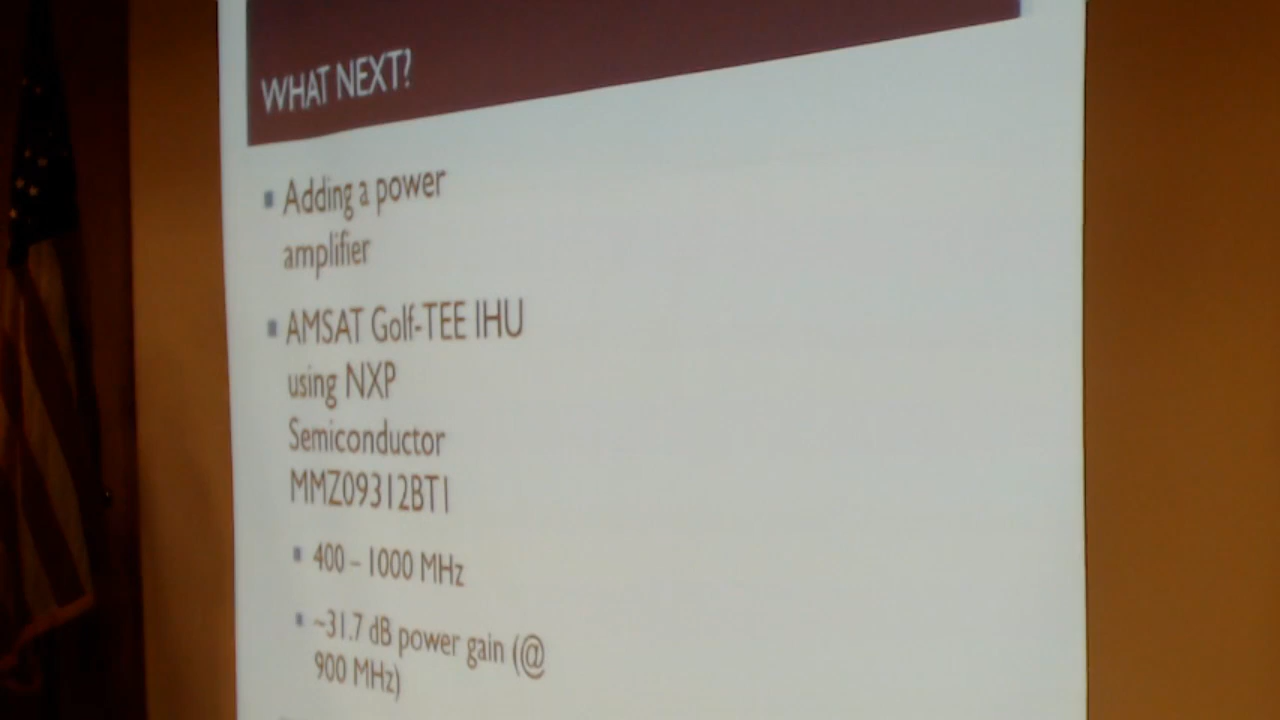 WHAT NEXT?
Adding a power
amplifier
AMSAT Golf-TEE IHU
using NXP
Semiconductor
MMZ09312BT1
400 – 1000 MHz
~31.7 dB power gain (@
900 MHz)